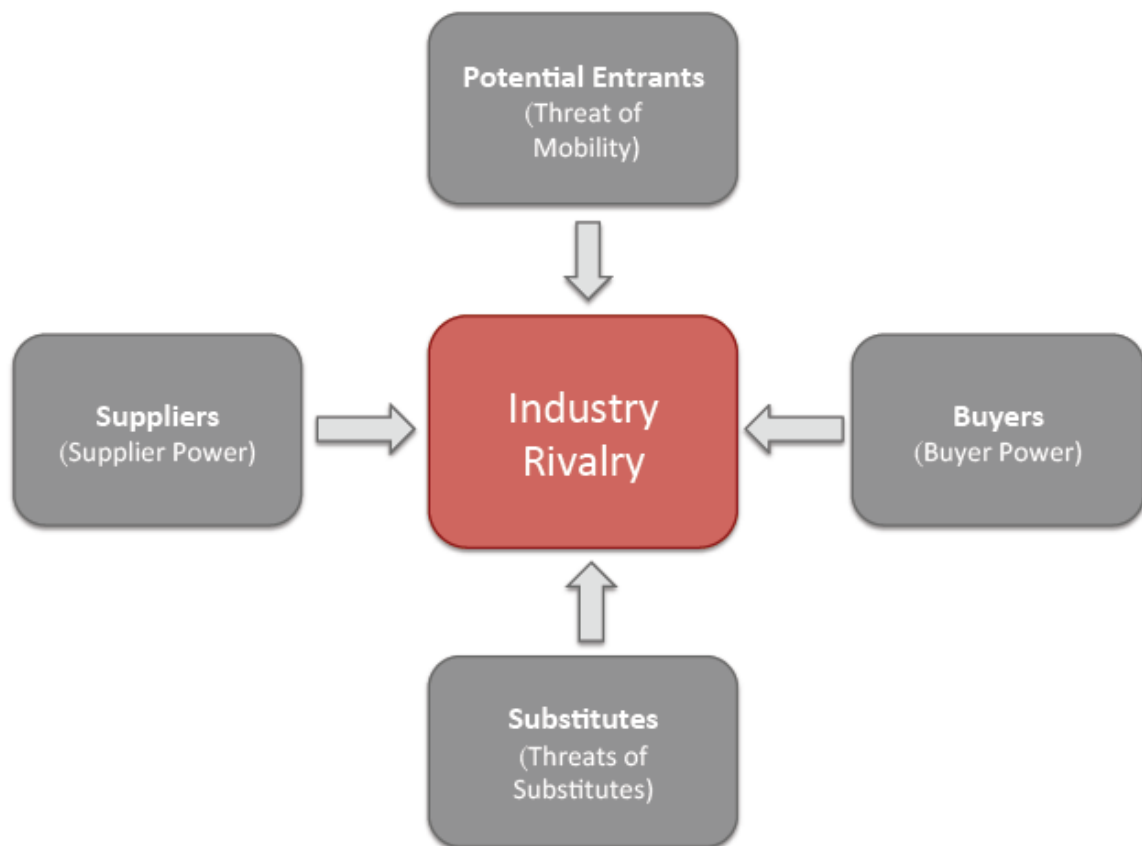 Potential Entrants
(Threat of
Mobility)
Suppliers
(Supplier Power)
Industry
Rivalry
Buyers
(Buyer Power)
Substitutes
(Threats of
Substitutes)